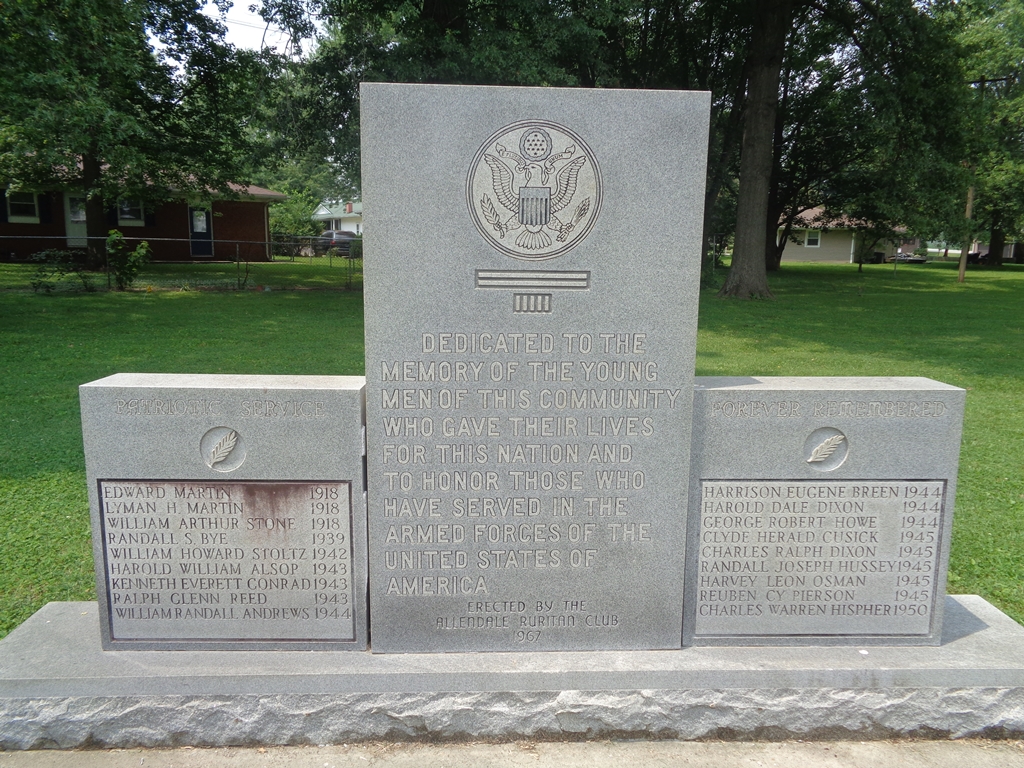 PATRIOTIC SERVICE
EDWARD MARTIN 1918
LYMAN H. MARTIN 1918
WILLIAM ARTHUR STONE 1918
RANDALL S. BYE 1939
WILLIAM HOWARD STOLTZ 1942
HAROLD WILLIAM ALSOP 1943
KENNETH EVERETT CONRAD 1943
RALPH GLENN REED 1943
WILLIAM RANDALL ANDREWS 1944
DEDICATED TO THE
MEMORY OF THE YOUNG
MEN OF THIS COMMUNITY
WHO GAVE THEIR LIVES
FOR THIS NATION AND
TO HONOR THOSE WHO
HAVE SERVED IN THE
ARMED FORCES OF THE
UNITED STATES OF
AMERICA
ERECTED BY THE
ALLENDALE RURITAN CLUB
1967
FOREVER REMEMBERED
HARRISON EUGENE BREEN 1944
HAROLD DALE DIXON 1944
GEORGE ROBERT HOWE 1944
CLYDE HERALD CUSICK 1945
CHARLES RALPH DIXON 1945
RANDALL JOSEPH HUSSEY 1945
HARVEY LEON OSMAN 1945
REUBEN CY PIERSON 1945
CHARLES WARREN HISPHER 1950